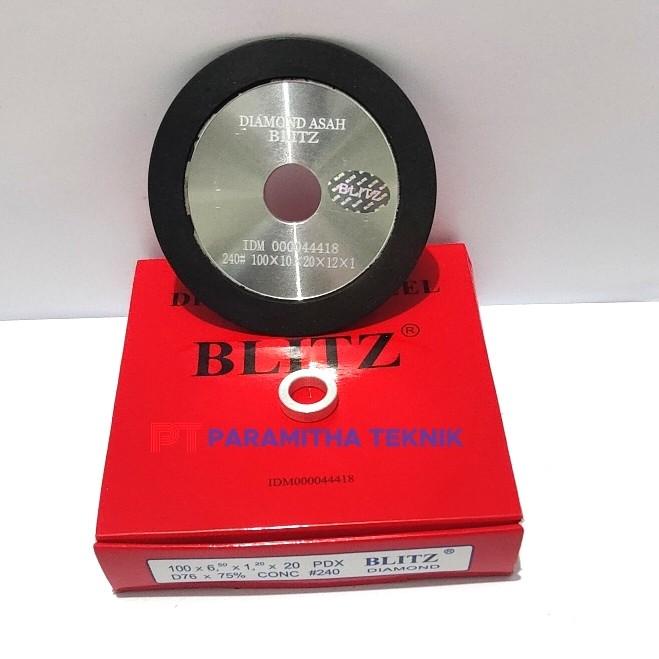 DIAMOND ASAH
BLITZ
BLITZ
IDM 000044418
240# 100×10×20×12×1
BLITZ®
PT PARAMITHA TEKNIK
IDM000044418
100 x 6,⁵⁰ x 1,²⁰ x 20 PDX
D76 x 75% CONC #240
BLITZ®
DIAMOND